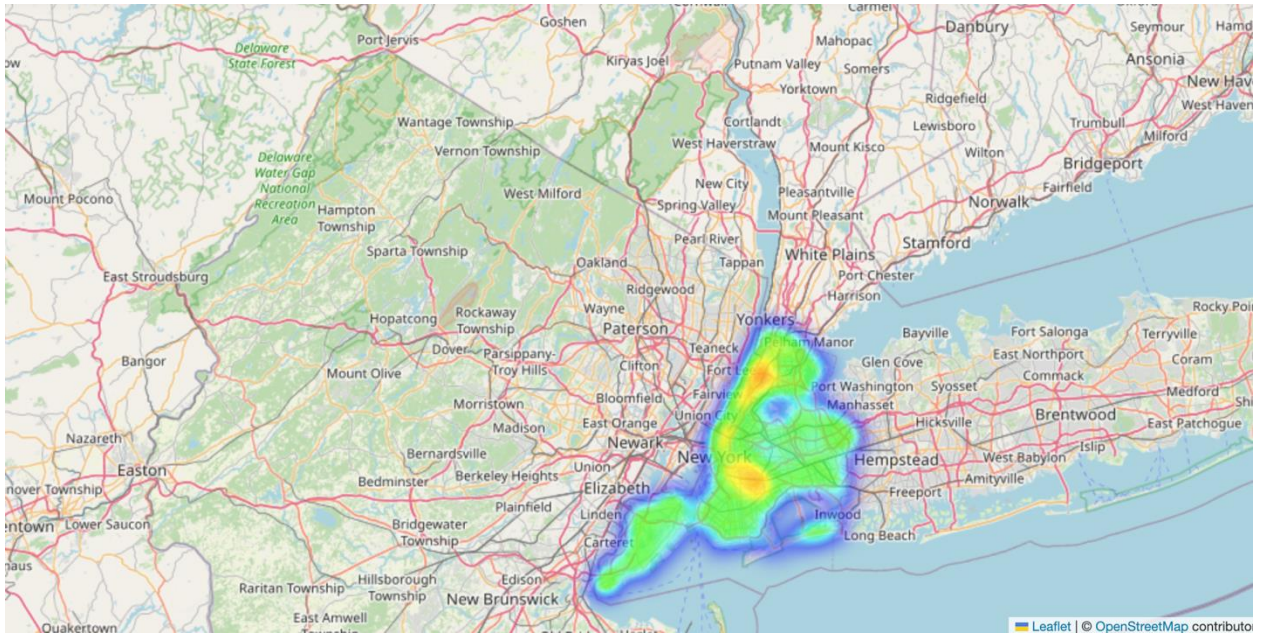 Goshen
Carmel
Danbury
Seymour
Port Jervis
Delaware
State Forest
Kiryas Joel
Mahopac
Putnam Valley
Somers
Ansonia
Yorktown
Ridgefield
New Hav
West Haven
Wantage Township
Cortlandt
Lewisboro
Trumbull
Milford
West Haverstraw
Mount Kisco
Vernon Township
Wilton
Bridgeport
Delaware
Water Gap
National
Recreation
Area
Mount Pocono
West Milford
New City
Pleasantville
Fairfield
Norwalk
Hampton
Township
Spring Valley
Mount Pleasant
Sparta Township
Pearl River
Stamford
White Plains
Tappan
Oakland
East Stroudsburg
Port Chester
Ridgewood
Harrison
Hopatcong
Rockaway
Township
Wayne
Paterson
Yonkers
Rocky Poi
Bayville
Fort Salonga
Terryville
Pelham Manor
Teaneck
Dover
Parsippany-
Troy Hills
East Northport
Coram
Bangor
Clifton
Fort Le
Glen Cove
Mount Olive
Commack
Port Washington
Syosset
Medford
Morristown
Bloomfield
Fairview
Manhasset
Brentwood
Madison
East Orange
Union City
Hicksville
East Patchogue
Nazareth
Newark
Islip
Bernardsville
New York
Hempstead
West Babylon
Easton
Union
Berkeley Heights
Amityville
Bedminster
Elizabeth
Freeport
nover Township
Plainfield
Linden
Inwood
entown
Lower Saucon
Bridgewater
Township
Long Beach
Carteret
Raritan Township
Hillsborough
Township
Edison
New Brunswick
East Amwell
Quakertown
Leaflet | © OpenStreetMap contributo